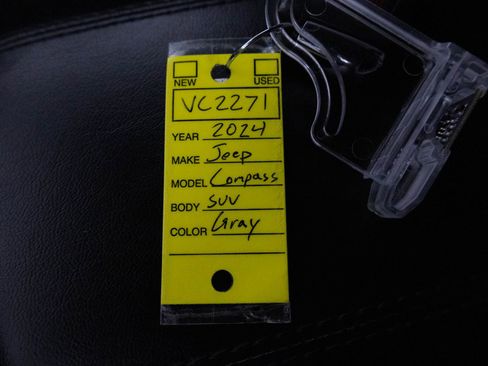 NEW USED
VC2271
YEAR 2024
MAKE Jeep
MODEL Compass
BODY SUV
COLOR Gray